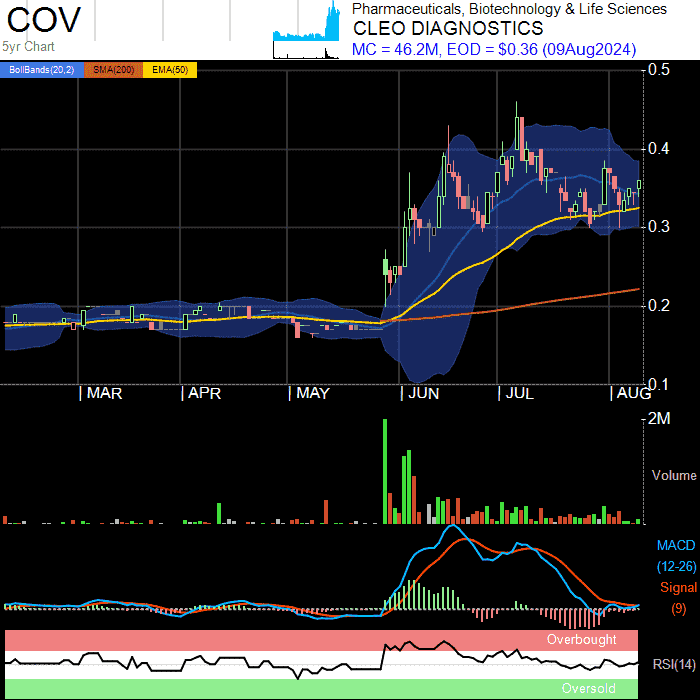 COV
5yr Chart
Pharmaceuticals, Biotechnology & Life Sciences
CLEO DIAGNOSTICS
MC = 46.2M, EOD = $0.36 (09Aug2024)
BollBands(20,2) SMA(200) EMA(50)
0.5
0.4
0.3
0.2
0.1
MAR APR MAY JUN JUL AUG
2M
Volume
MACD
(12-26)
Signal
(9)
Overbought
RSI(14)
Oversold